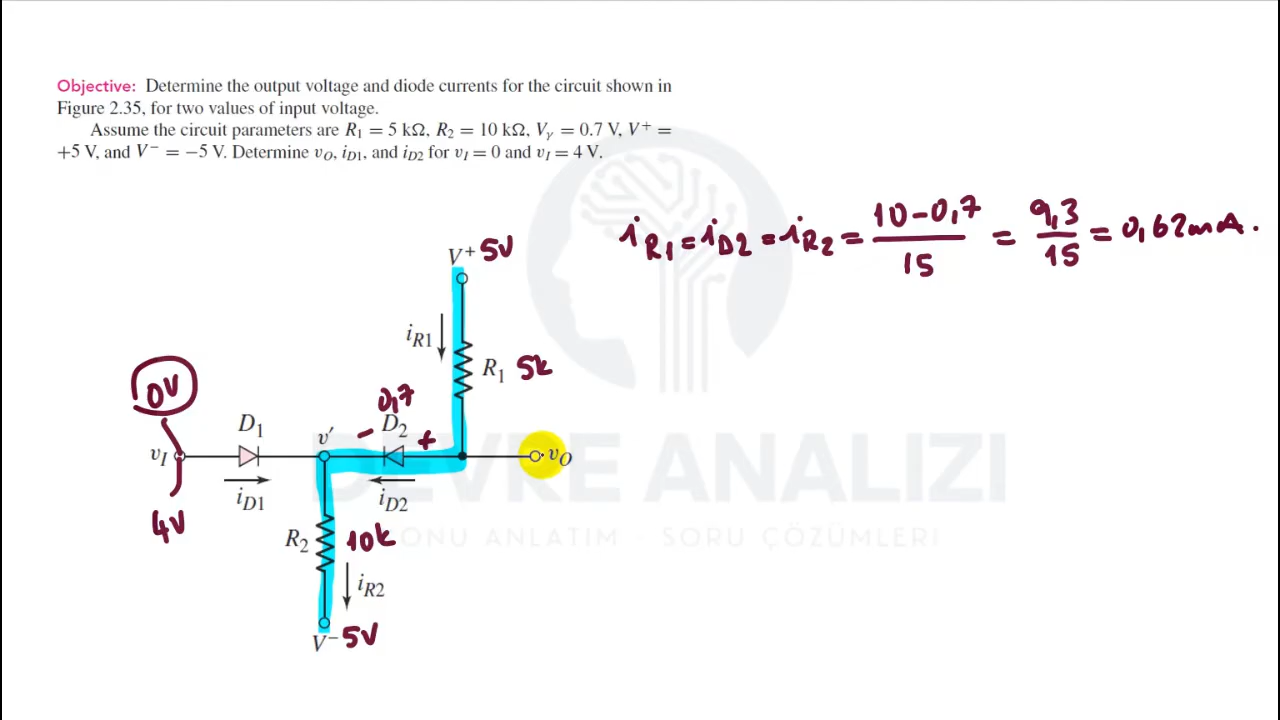 Objective: Determine the output voltage and diode currents for the circuit shown in
Figure 2.35, for two values of input voltage.
Assume the circuit parameters are R₁ = 5 kΩ, R₂ = 10 kΩ, Vγ = 0.7 V, V⁺ =
+5 V, and V⁻ = −5 V. Determine vO, iD1, and iD2 for vI = 0 and vI = 4 V.
iR1 = iD2 = iR2 = (10-0,7)/15 = 9,3/15 = 0,62mA.
V+ 5V
iR1
R1 5k
0V
0,7
D1
v′
- D2 +
vI
vO
iD1
iD2
4V
R2 10k
iR2
V- 5V
DEVRE ANALIZI
KONU ANLATIM - SORU ÇÖZÜMLERI